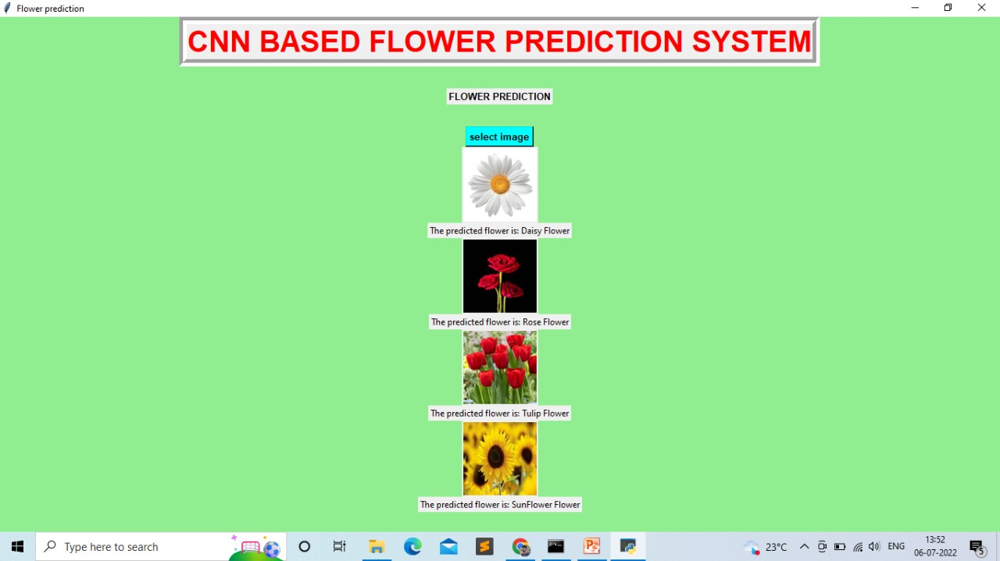 Flower prediction
CNN BASED FLOWER PREDICTION SYSTEM
FLOWER PREDICTION
select image
The predicted flower is: Daisy Flower
The predicted flower is: Rose Flower
The predicted flower is: Tulip Flower
The predicted flower is: SunFlower Flower
Type here to search
23°C
ENG
13:52
06-07-2022
5